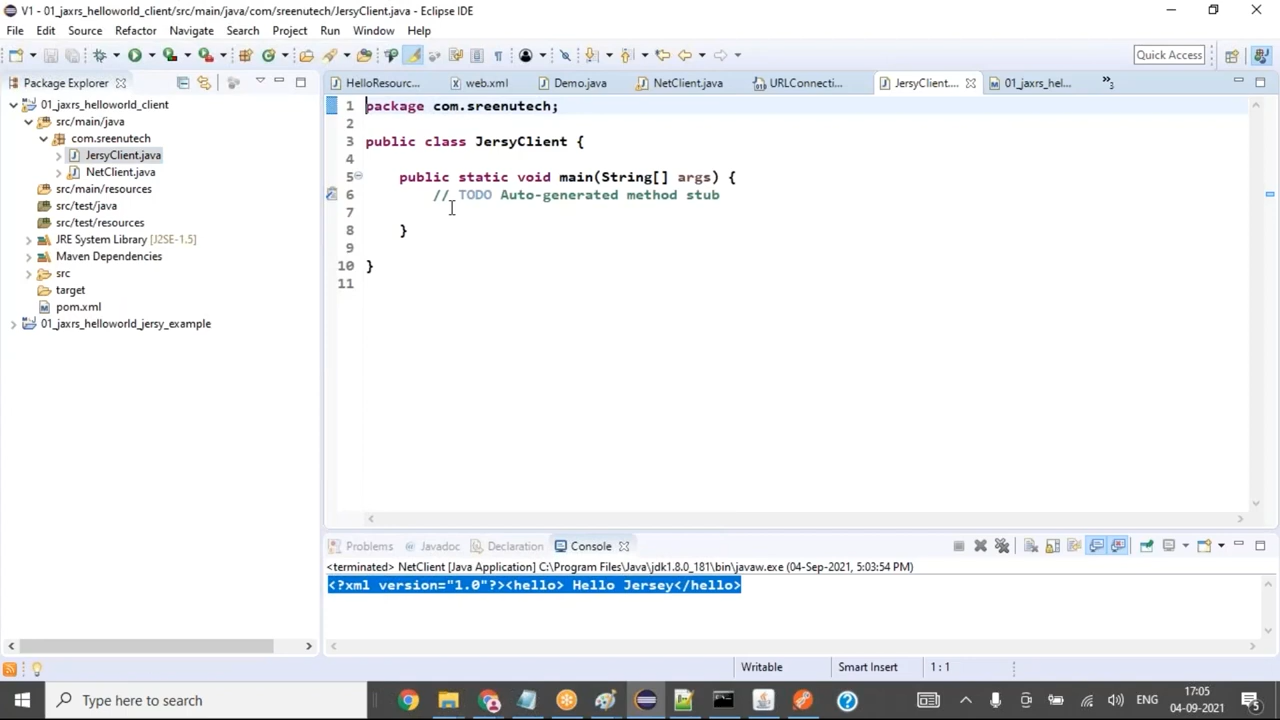 V1 - 01_jaxrs_helloworld_client/src/main/java/com/sreenutech/JersyClient.java - Eclipse IDE
File Edit Source Refactor Navigate Search Project Run Window Help
Quick Access
Package Explorer
HelloResourc... web.xml Demo.java NetClient.java URLConnecti... JersyClient.... 01_jaxrs_hel... »3
01_jaxrs_helloworld_client
src/main/java
com.sreenutech
JersyClient.java
NetClient.java
src/main/resources
src/test/java
src/test/resources
JRE System Library [J2SE-1.5]
Maven Dependencies
src
target
pom.xml
01_jaxrs_helloworld_jersy_example
1 package com.sreenutech;
2
3 public class JersyClient {
4
5 public static void main(String[] args) {
6 // TODO Auto-generated method stub
7
8 }
9
10 }
11
Problems Javadoc Declaration Console
<terminated> NetClient [Java Application] C:\Program Files\Java\jdk1.8.0_181\bin\javaw.exe (04-Sep-2021, 5:03:54 PM)
<?xml version="1.0"?><hello> Hello Jersey</hello>
Writable Smart Insert 1 : 1
Type here to search
ENG
17:05
04-09-2021
5